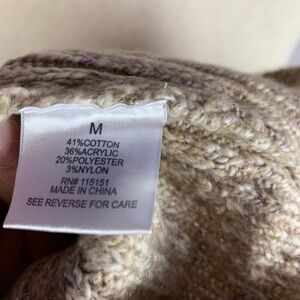 M
41%COTTON
36%ACRYLIC
20%POLYESTER
3%NYLON
RN# 115151
MADE IN CHINA
SEE REVERSE FOR CARE